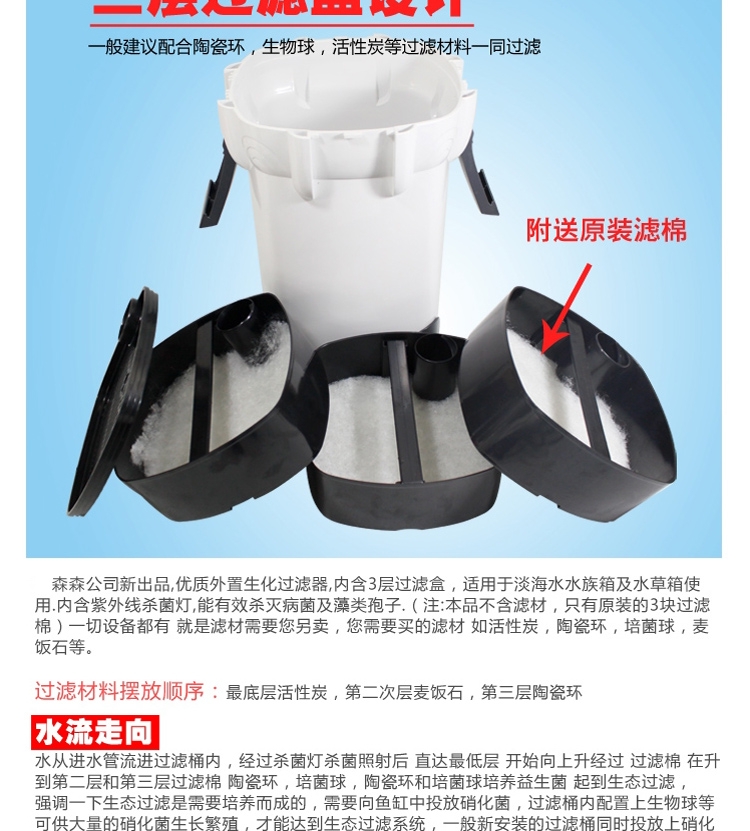 三层过滤盒设计
一般建议配合陶瓷环，生物球，活性炭等过滤材料一同过滤
附送原装滤棉
森森公司新出品,优质外置生化过滤器,内含3层过滤盒，适用于淡海水水族箱及水草箱使
用.内含紫外线杀菌灯,能有效杀灭病菌及藻类孢子.（注:本品不含滤材，只有原装的3块过滤
棉）一切设备都有 就是滤材需要您另卖，您需要买的滤材 如活性炭，陶瓷环，培菌球，麦
饭石等。
过滤材料摆放顺序：最底层活性炭，第二次层麦饭石，第三层陶瓷环
水流走向
水从进水管流进过滤桶内，经过杀菌灯杀菌照射后 直达最低层 开始向上升经过 过滤棉 在升
到第二层和第三层过滤棉 陶瓷环，培菌球，陶瓷环和培菌球培养益生菌 起到生态过滤，
强调一下生态过滤是需要培养而成的，需要向鱼缸中投放硝化菌，过滤桶内配置上生物球等
可供大量的硝化菌生长繁殖，才能达到生态过滤系统，一般新安装的过滤桶同时投放上硝化